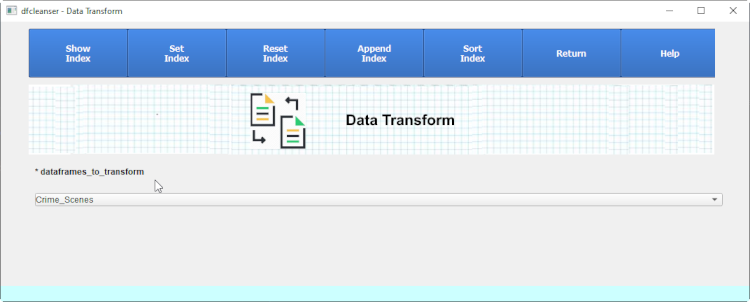 dfcleanser - Data Transform
Show
Index
Set
Index
Reset
Index
Append
Index
Sort
Index
Return
Help
Data Transform
* dataframes_to_transform
Crime_Scenes